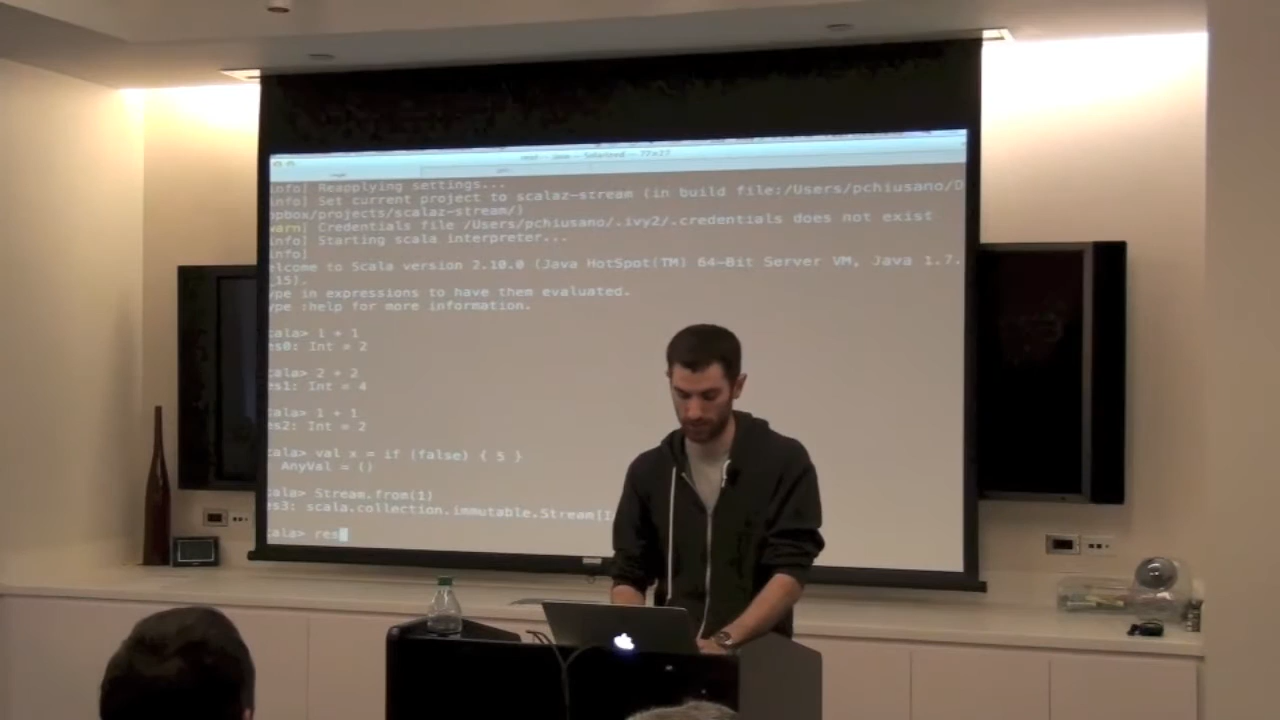 info] Reapplying settings...
info] Set current project to scalaz-stream (in build file:/Users/pchiusano/D
pbox/projects/scalaz-stream/)
warn] Credentials file /Users/pchiusano/.ivy2/.credentials does not exist
info] Starting scala interpreter...
info]
elcome to Scala version 2.10.0 (Java HotSpot(TM) 64-Bit Server VM, Java 1.7.
_15).
ype in expressions to have them evaluated.
ype :help for more information.
cala> 1 + 1
es0: Int = 2
cala> 2 + 2
es1: Int = 4
cala> 1 + 1
es2: Int = 2
cala> val x = if (false) { 5 }
AnyVal = ()
cala> Stream.from(1)
es3: scala.collection.immutable.Stream[I
cala> res